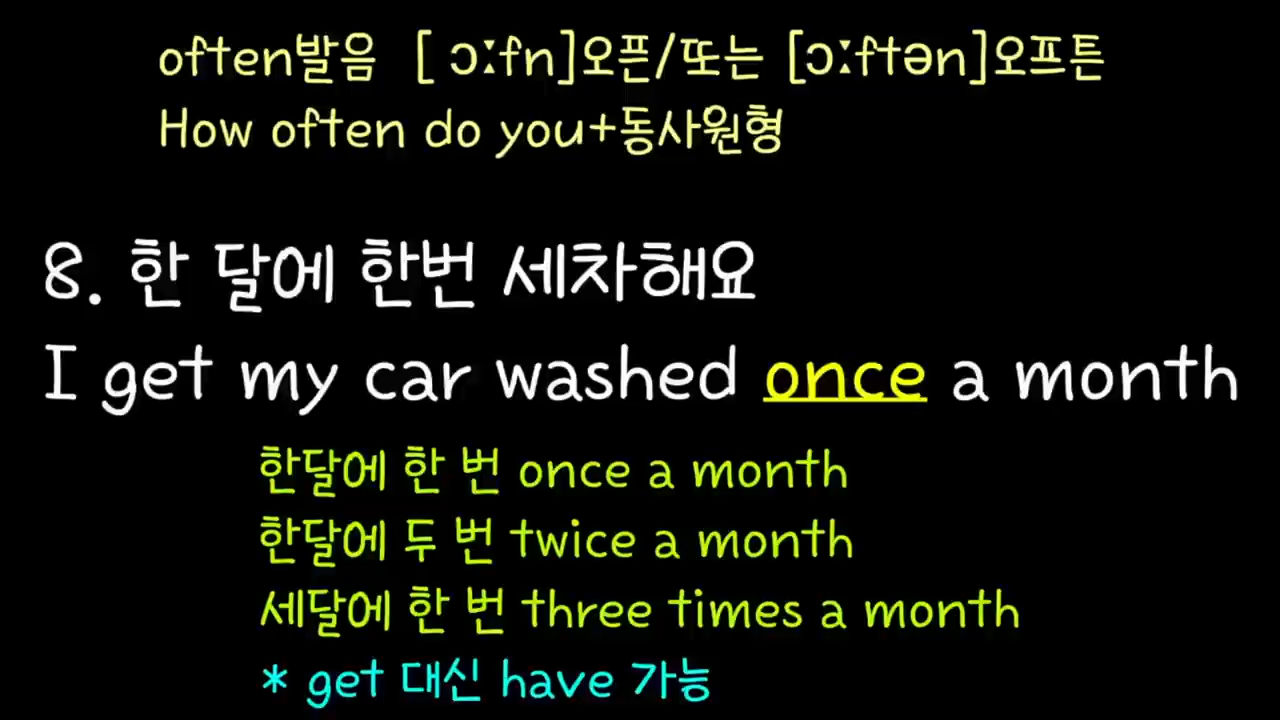 often발음 [ ɔːfn]오픈/또는 [ɔːftən]오프튼
How often do you+동사원형
8. 한 달에 한번 세차해요
I get my car washed once a month
한달에 한 번 once a month
한달에 두 번 twice a month
세달에 한 번 three times a month
* get 대신 have 가능